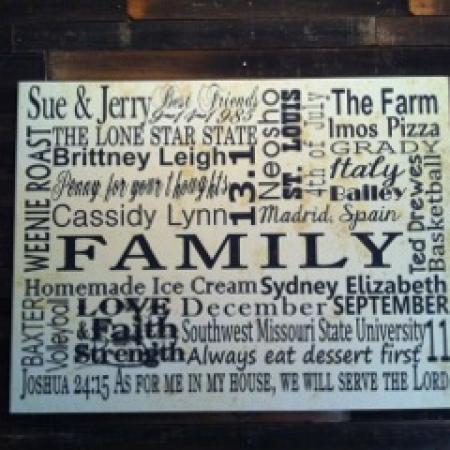 Sue & Jerry
Best Friends
9-14-1985
Neosho
ST. LOUIS
4th of July
The Farm
Imos Pizza
THE LONE STAR STATE
GRADY
WEENIE ROAST
Brittney Leigh
13.1
Italy
Penny for your thoughts
Bailey
Ted Drewes
Basketball
Cassidy Lynn
Madrid, Spain
FAMILY
Homemade Ice Cream
Sydney Elizabeth
BAXTER
Volleyball
LOVE
December
SEPTEMBER
& Faith
Southwest Missouri State University
11
Strength
Always eat dessert first
JOSHUA 24:15 AS FOR ME IN MY HOUSE, WE WILL SERVE THE LORD